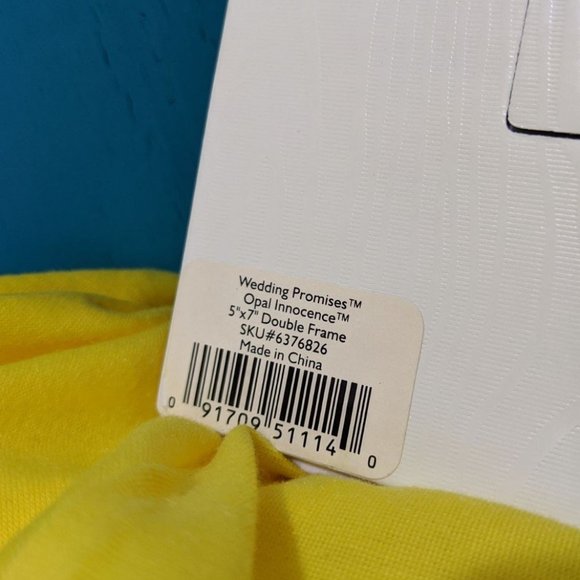 Wedding Promises™
Opal Innocence™
5"x7" Double Frame
SKU#6376826
Made in China
0 91709 51114 0